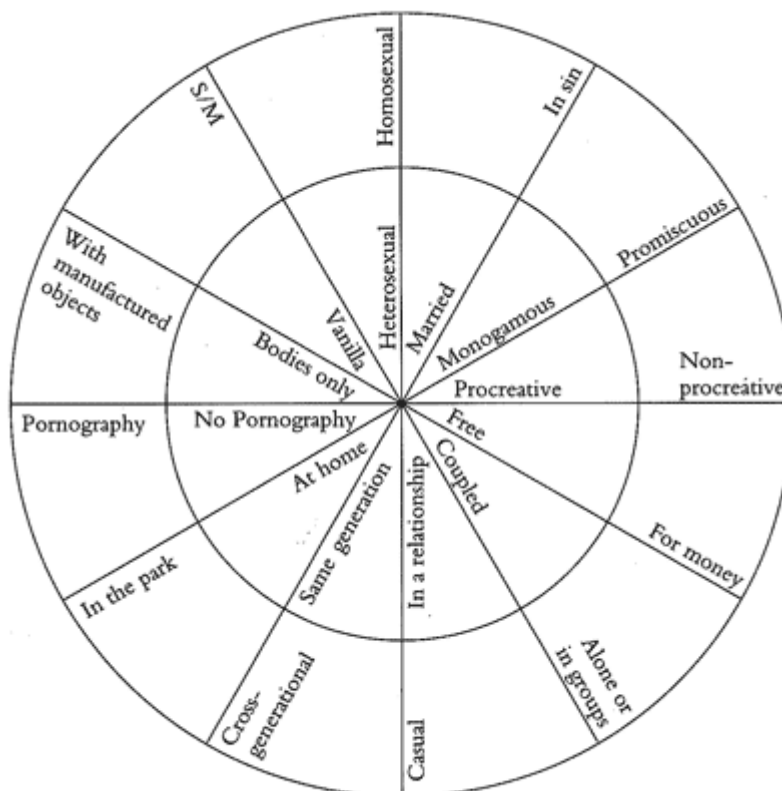 Homosexual
In sin
Promiscuous
Non-
procreative
For money
Alone or
in groups
Casual
Cross-
generational
In the park
Pornography
With
manufactured
objects
S/M
Heterosexual
Married
Monogamous
Procreative
Free
Coupled
In a relationship
Same generation
At home
No Pornography
Bodies only
Vanilla